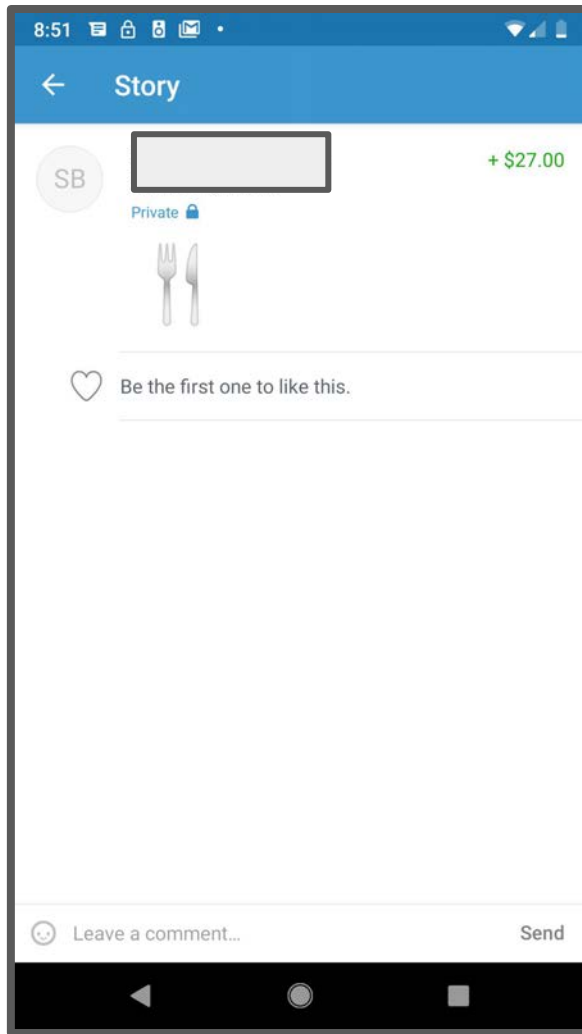 8:51
Story
SB
+ $27.00
Private
Be the first one to like this.
Leave a comment...
Send